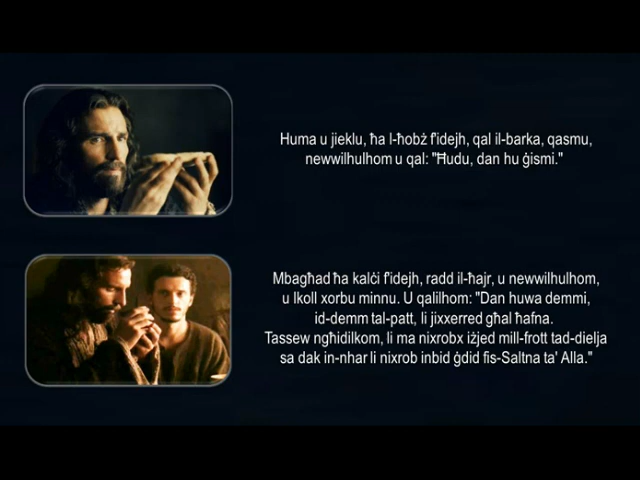 Huma u jieklu, ħa l-ħobż f'idejh, qal il-barka, qasmu,
newwilhulhom u qal: "Ħudu, dan hu ġismi."
Mbagħad ħa kalċi f'idejh, radd il-ħajr, u newwilhulhom,
u lkoll xorbu minnu. U qalilhom: "Dan huwa demmi,
id-demm tal-patt, li jixxerred għal ħafna.
Tassew ngħidilkom, li ma nixrobx iżjed mill-frott tad-dielja
sa dak in-nhar li nixrob inbid ġdid fis-Saltna ta' Alla."